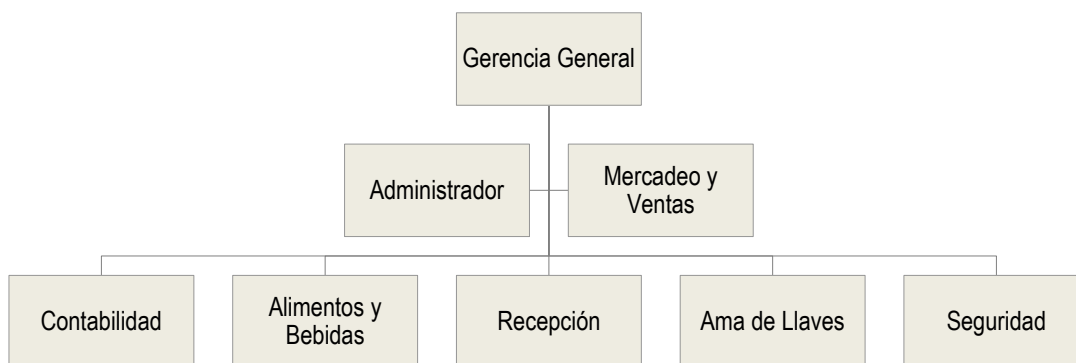 Gerencia General
Administrador
Mercadeo y
Ventas
Contabilidad
Alimentos y
Bebidas
Recepción
Ama de Llaves
Seguridad